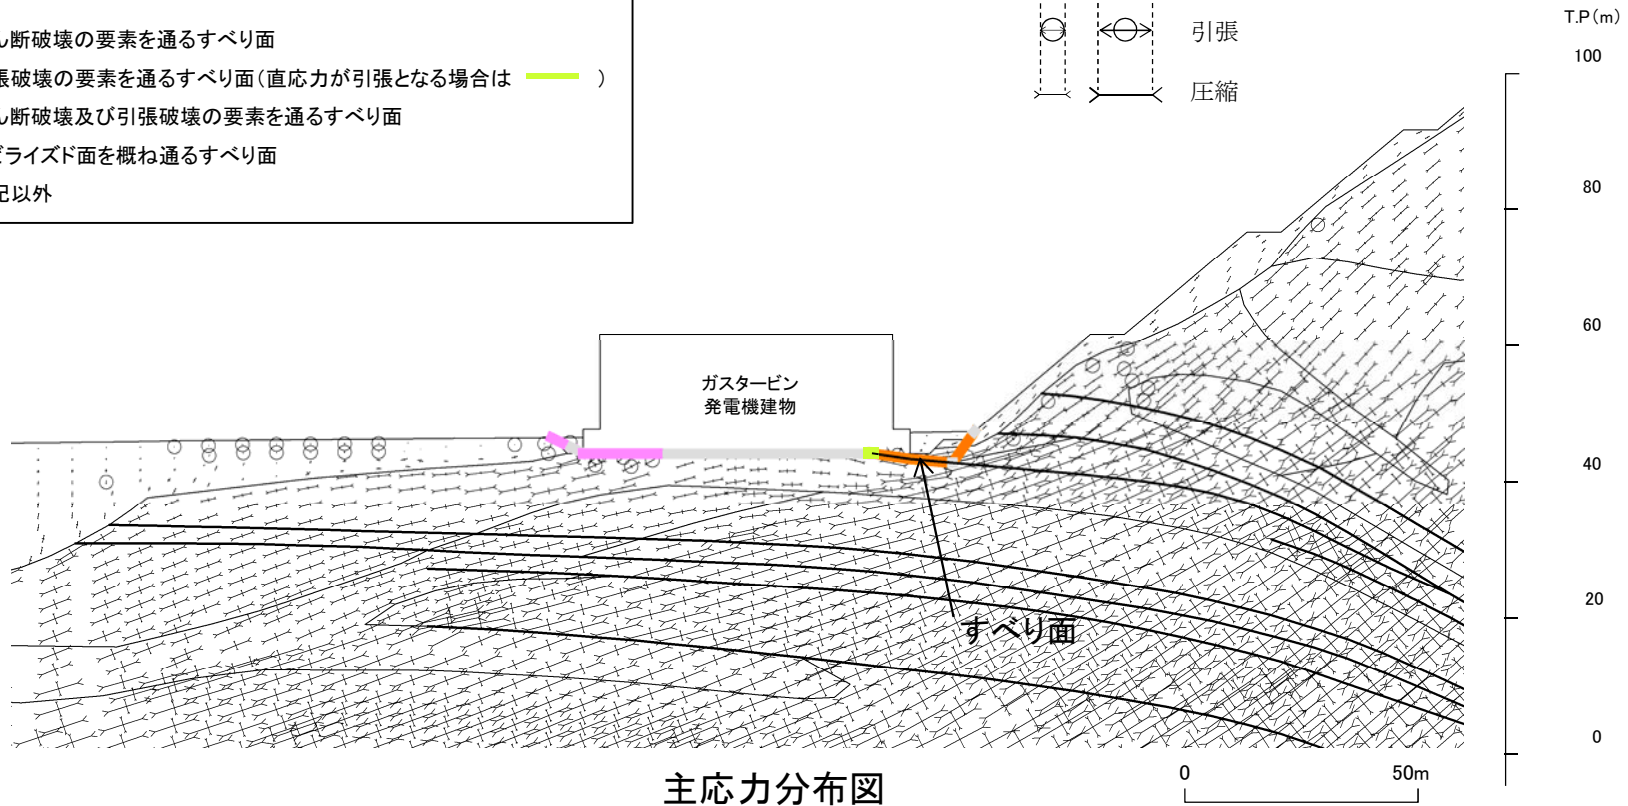 ん断破壊の要素を通るすべり面
張破壊の要素を通るすべり面(直応力が引張となる場合は )
ん断破壊及び引張破壊の要素を通るすべり面
ビライズド面を概ね通るすべり面
記以外
引張
圧縮
T.P(m)
100
80
60
40
20
0
ガスタービン
発電機建物
すべり面
主応力分布図
0 50m